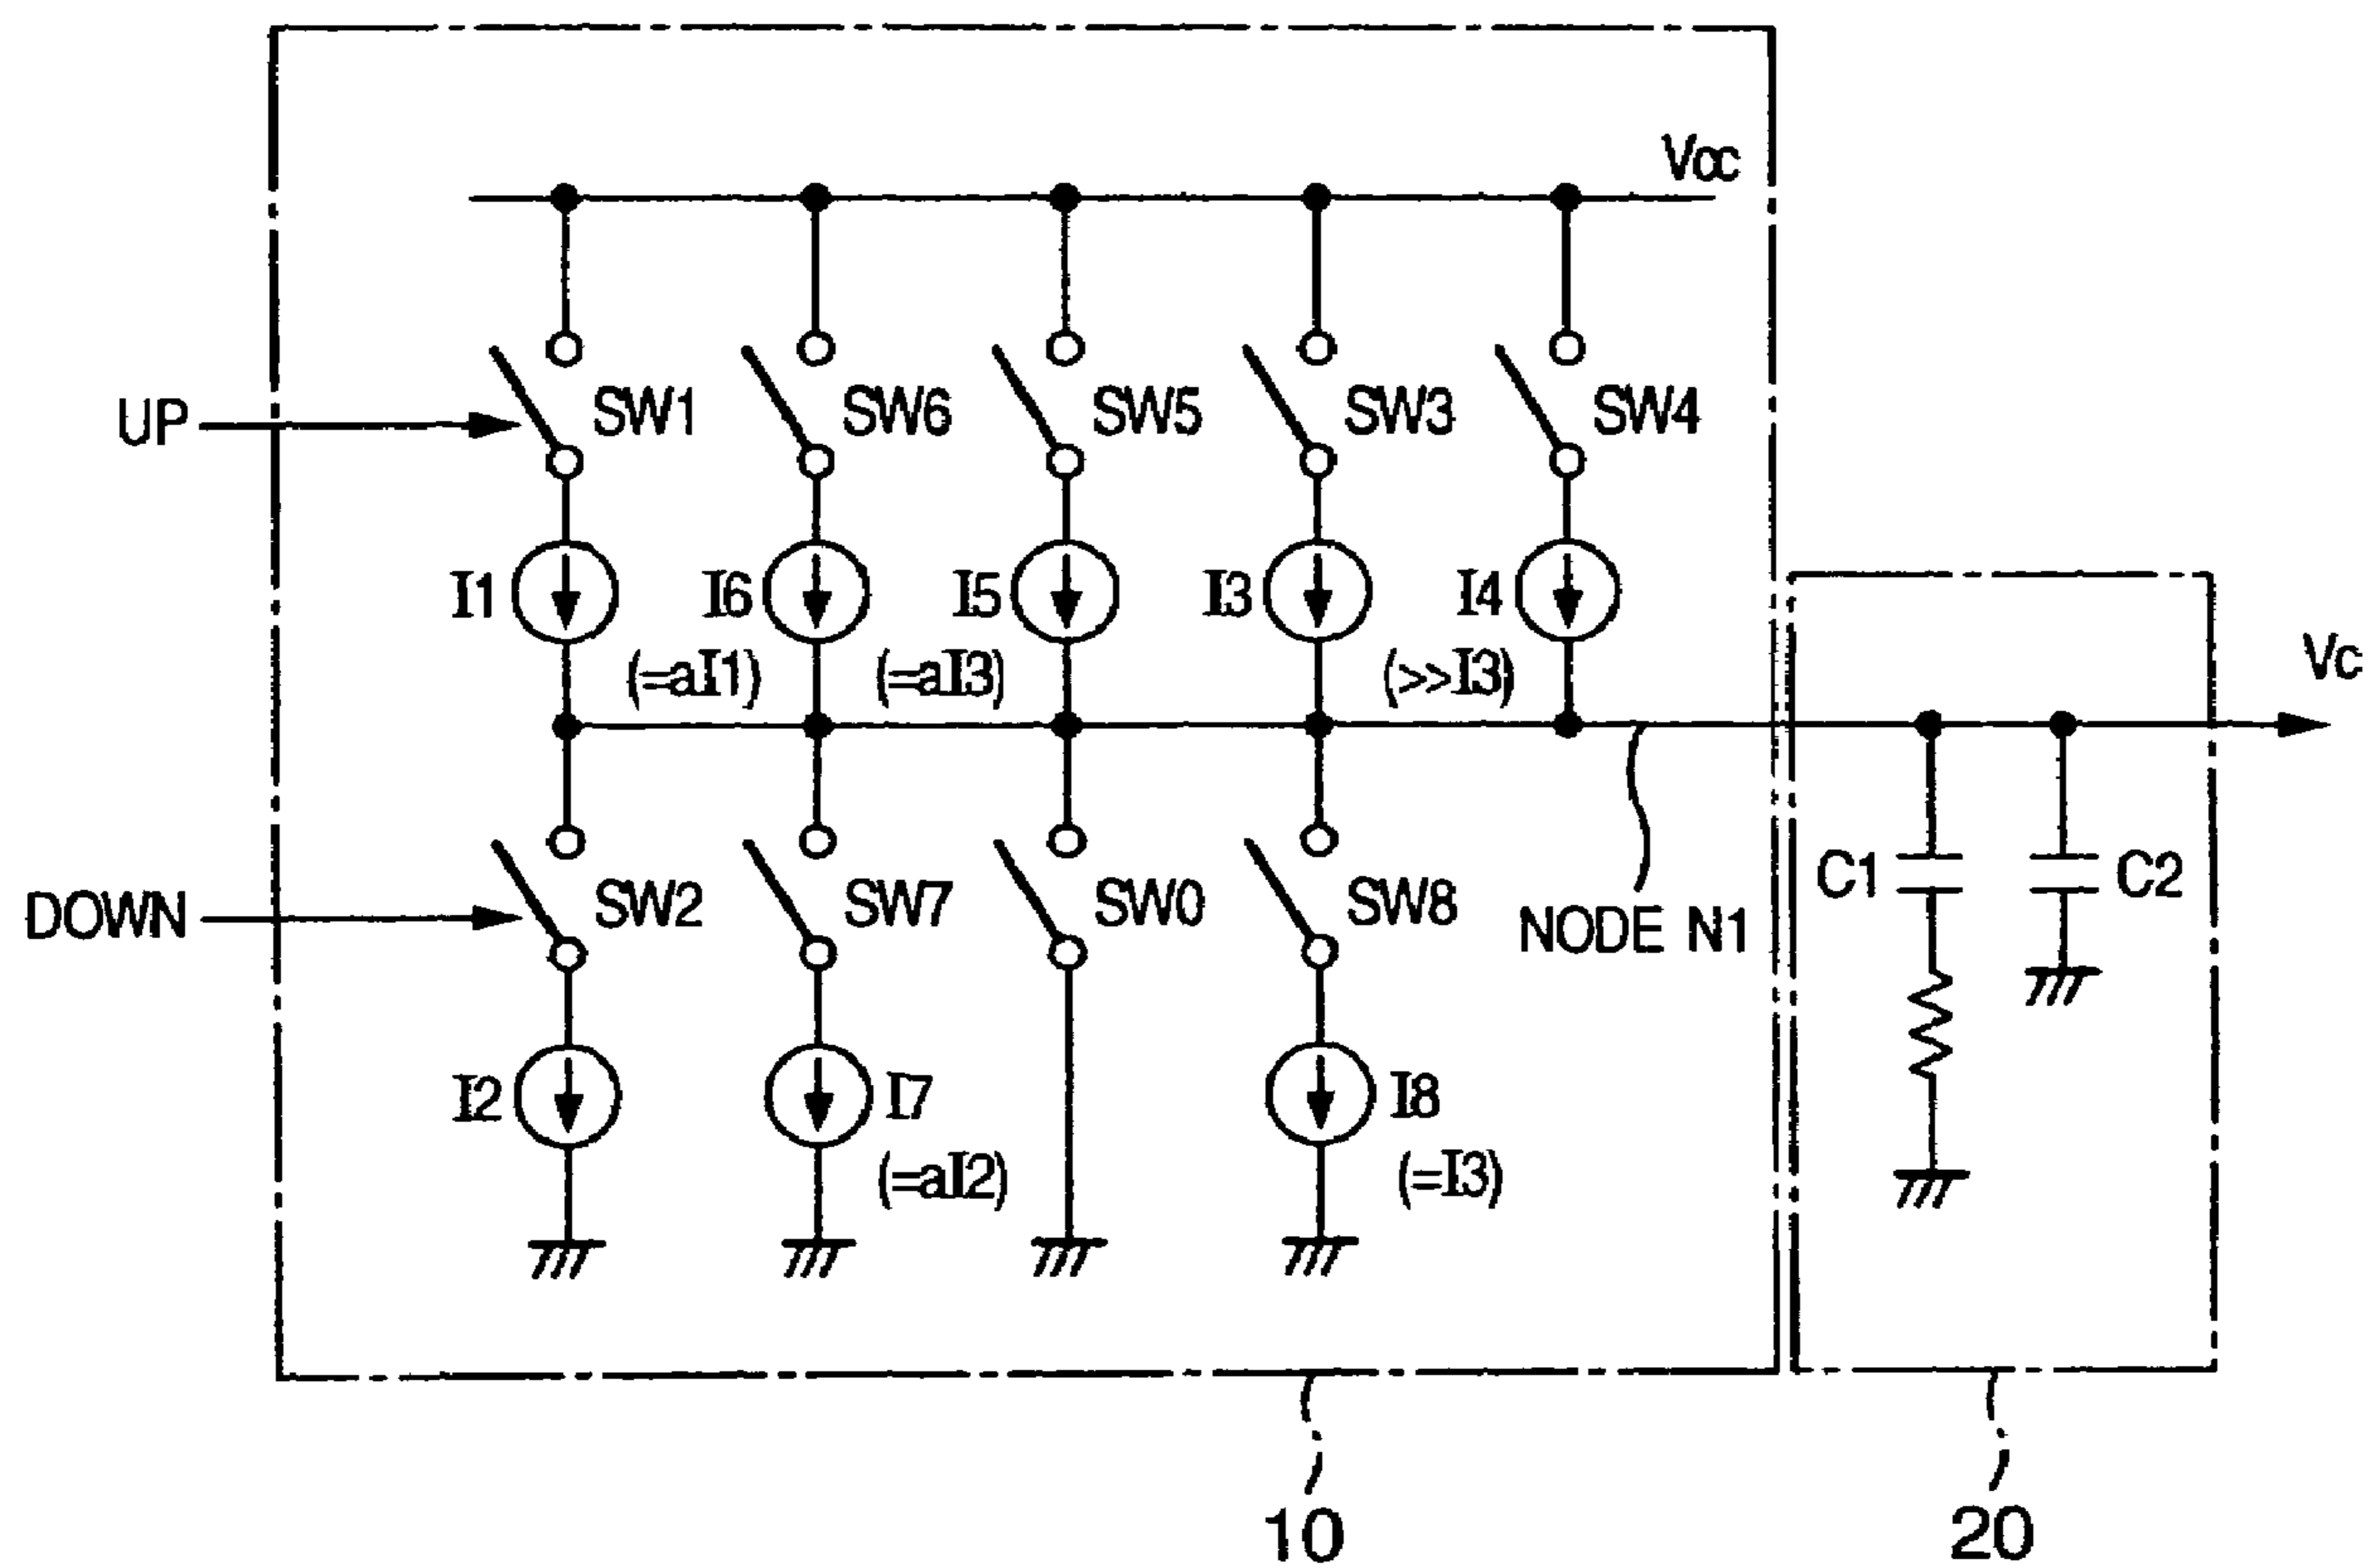 Vcc
UP
SW1
SW6
SW5
SW3
SW4
I1
I6
I5
I3
I4
(=aI1)
(=aI3)
(>>I3)
Vc
DOWN
SW2
SW7
SW0
SW8
NODE N1
C1
C2
I2
I7
I8
(=aI2)
(=I3)
10
20